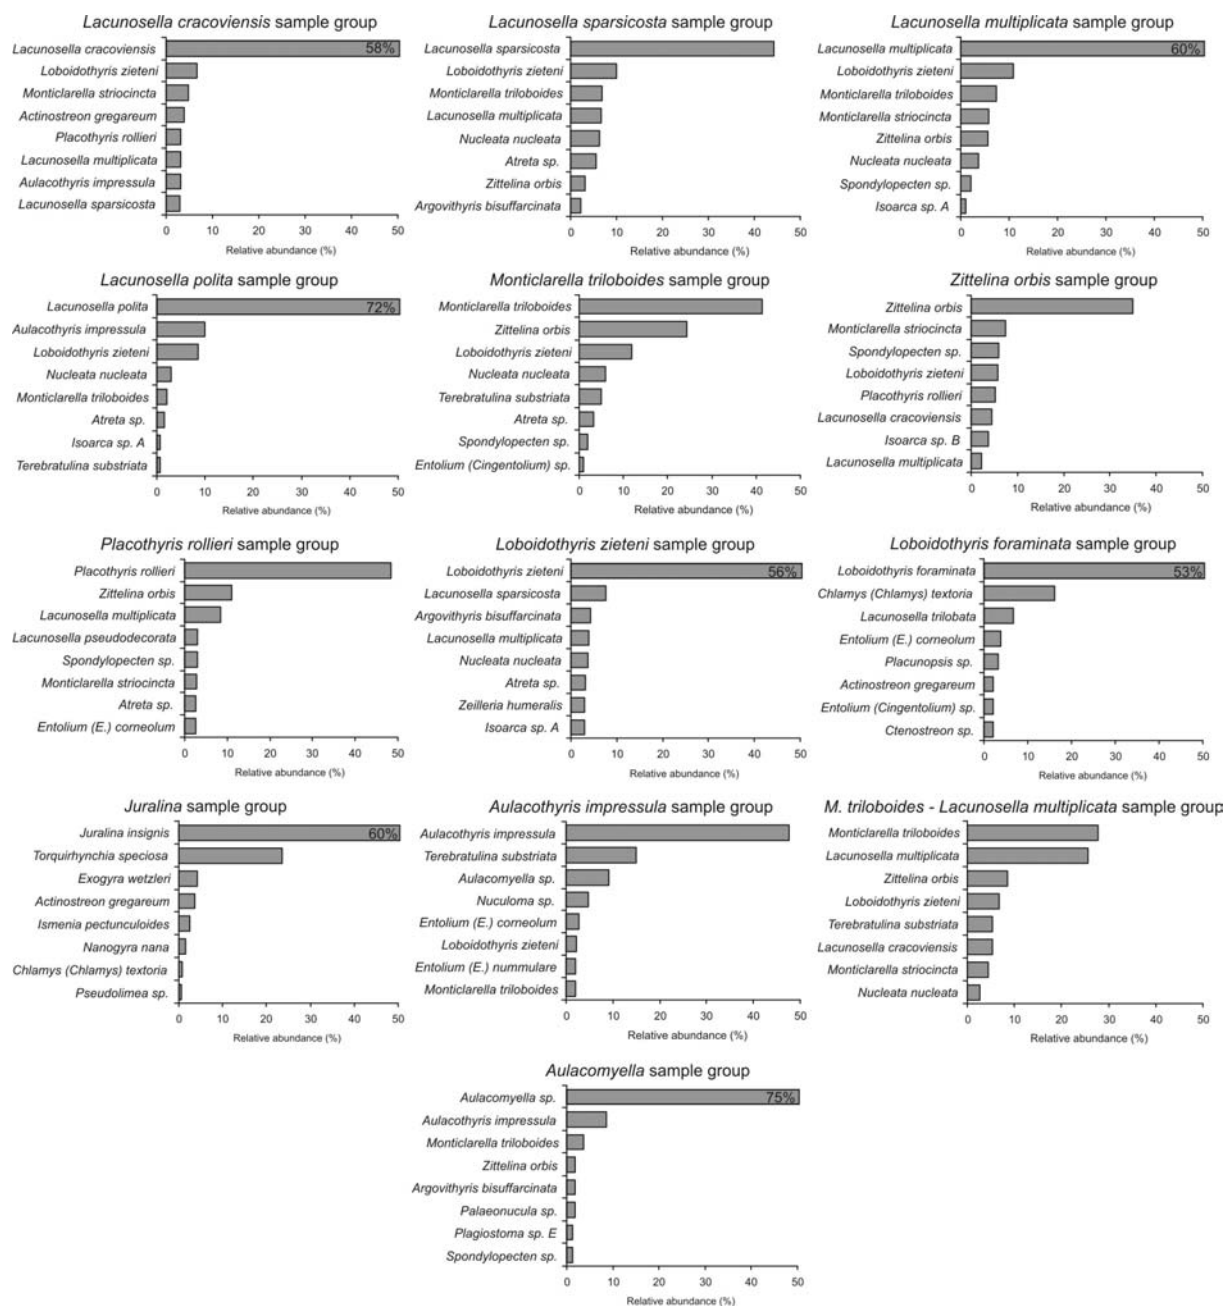 Lacunosella cracoviensis sample group
Lacunosella cracoviensis 58%
Loboidothyris zieteni
Monticlarella striocincta
Actinostreon gregareum
Placothyris rollieri
Lacunosella multiplicata
Aulacothyris impressula
Lacunosella sparsicosta
0 10 20 30 40 50
Relative abundance (%)
Lacunosella sparsicosta sample group
Lacunosella sparsicosta
Loboidothyris zieteni
Monticlarella triloboides
Lacunosella multiplicata
Nucleata nucleata
Atreta sp.
Zittelina orbis
Argovithyris bisuffarcinata
0 10 20 30 40 50
Relative abundance (%)
Lacunosella multiplicata sample group
Lacunosella multiplicata 60%
Loboidothyris zieteni
Monticlarella triloboides
Monticlarella striocincta
Zittelina orbis
Nucleata nucleata
Spondylopecten sp.
Isoarca sp. A
0 10 20 30 40 50
Relative abundance (%)
Lacunosella polita sample group
Lacunosella polita 72%
Aulacothyris impressula
Loboidothyris zieteni
Nucleata nucleata
Monticlarella triloboides
Atreta sp.
Isoarca sp. A
Terebratulina substriata
0 10 20 30 40 50
Relative abundance (%)
Monticlarella triloboides sample group
Monticlarella triloboides
Zittelina orbis
Loboidothyris zieteni
Nucleata nucleata
Terebratulina substriata
Atreta sp.
Spondylopecten sp.
Entolium (Cingentolium) sp.
0 10 20 30 40 50
Relative abundance (%)
Zittelina orbis sample group
Zittelina orbis
Monticlarella striocincta
Spondylopecten sp.
Loboidothyris zieteni
Placothyris rollieri
Lacunosella cracoviensis
Isoarca sp. B
Lacunosella multiplicata
0 10 20 30 40 50
Relative abundance (%)
Placothyris rollieri sample group
Placothyris rollieri
Zittelina orbis
Lacunosella multiplicata
Lacunosella pseudodecorata
Spondylopecten sp.
Monticlarella striocincta
Atreta sp.
Entolium (E.) corneolum
0 10 20 30 40 50
Relative abundance (%)
Loboidothyris zieteni sample group
Loboidothyris zieteni 56%
Lacunosella sparsicosta
Argovithyris bisuffarcinata
Lacunosella multiplicata
Nucleata nucleata
Atreta sp.
Zeilleria humeralis
Isoarca sp. A
0 10 20 30 40 50
Relative abundance (%)
Loboidothyris foraminata sample group
Loboidothyris foraminata 53%
Chlamys (Chlamys) textoria
Lacunosella trilobata
Entolium (E.) corneolum
Placunopsis sp.
Actinostreon gregareum
Entolium (Cingentolium) sp.
Ctenostreon sp.
0 10 20 30 40 50
Relative abundance (%)
Juralina sample group
Juralina insignis 60%
Torquirhynchia speciosa
Exogyra wetzleri
Actinostreon gregareum
Ismenia pectunculoides
Nanogyra nana
Chlamys (Chlamys) textoria
Pseudolimea sp.
0 10 20 30 40 50
Relative abundance (%)
Aulacothyris impressula sample group
Aulacothyris impressula
Terebratulina substriata
Aulacomyella sp.
Nuculoma sp.
Entolium (E.) corneolum
Loboidothyris zieteni
Entolium (E.) nummulare
Monticlarella triloboides
0 10 20 30 40 50
Relative abundance (%)
M. triloboides - Lacunosella multiplicata sample group
Monticlarella triloboides
Lacunosella multiplicata
Zittelina orbis
Loboidothyris zieteni
Terebratulina substriata
Lacunosella cracoviensis
Monticlarella striocincta
Nucleata nucleata
0 10 20 30 40 50
Relative abundance (%)
Aulacomyella sample group
Aulacomyella sp. 75%
Aulacothyris impressula
Monticlarella triloboides
Zittelina orbis
Argovithyris bisuffarcinata
Palaeonucula sp.
Plagiostoma sp. E
Spondylopecten sp.
0 10 20 30 40 50
Relative abundance (%)